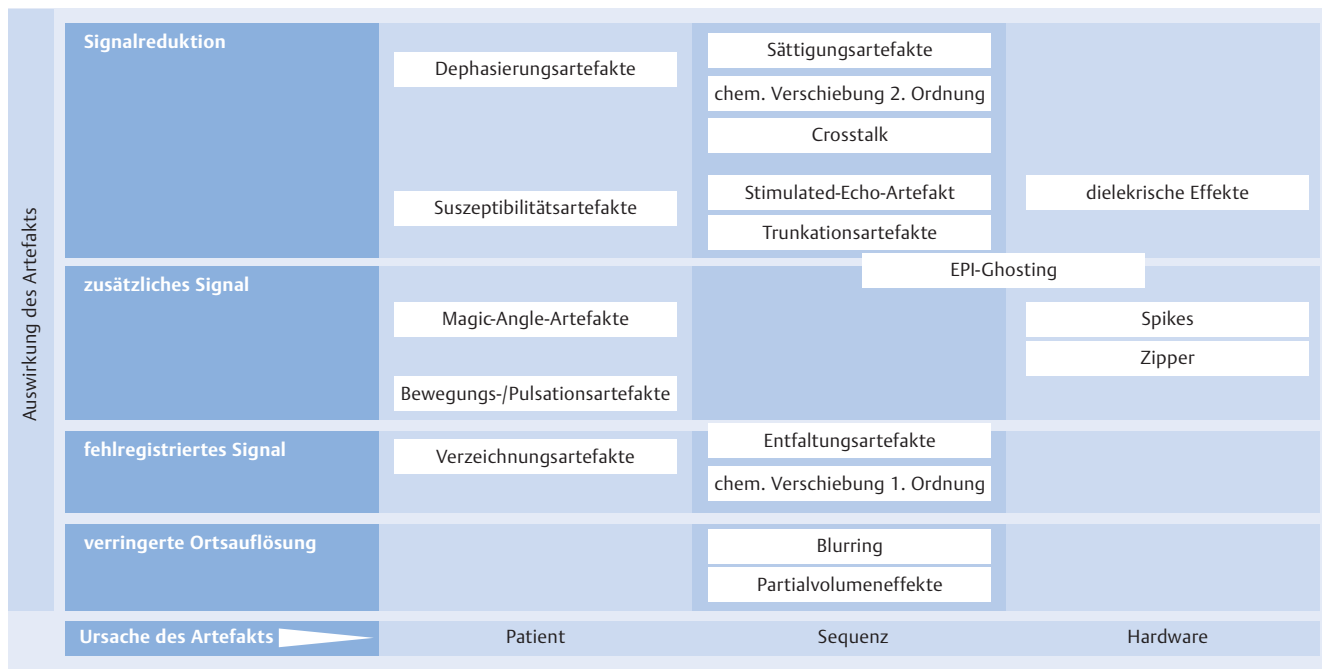 Auswirkung des Artefakts
Signalreduktion
Dephasierungsartefakte
Suszeptibilitätsartefakte
Sättigungsartefakte
chem. Verschiebung 2. Ordnung
Crosstalk
Stimulated-Echo-Artefakt
Trunkationsartefakte
dielekrische Effekte
EPI-Ghosting
zusätzliches Signal
Magic-Angle-Artefakte
Bewegungs-/Pulsationsartefakte
Spikes
Zipper
fehlregistriertes Signal
Verzeichnungsartefakte
Entfaltungsartefakte
chem. Verschiebung 1. Ordnung
verringerte Ortsauflösung
Blurring
Partialvolumeneffekte
Ursache des Artefakts
Patient
Sequenz
Hardware